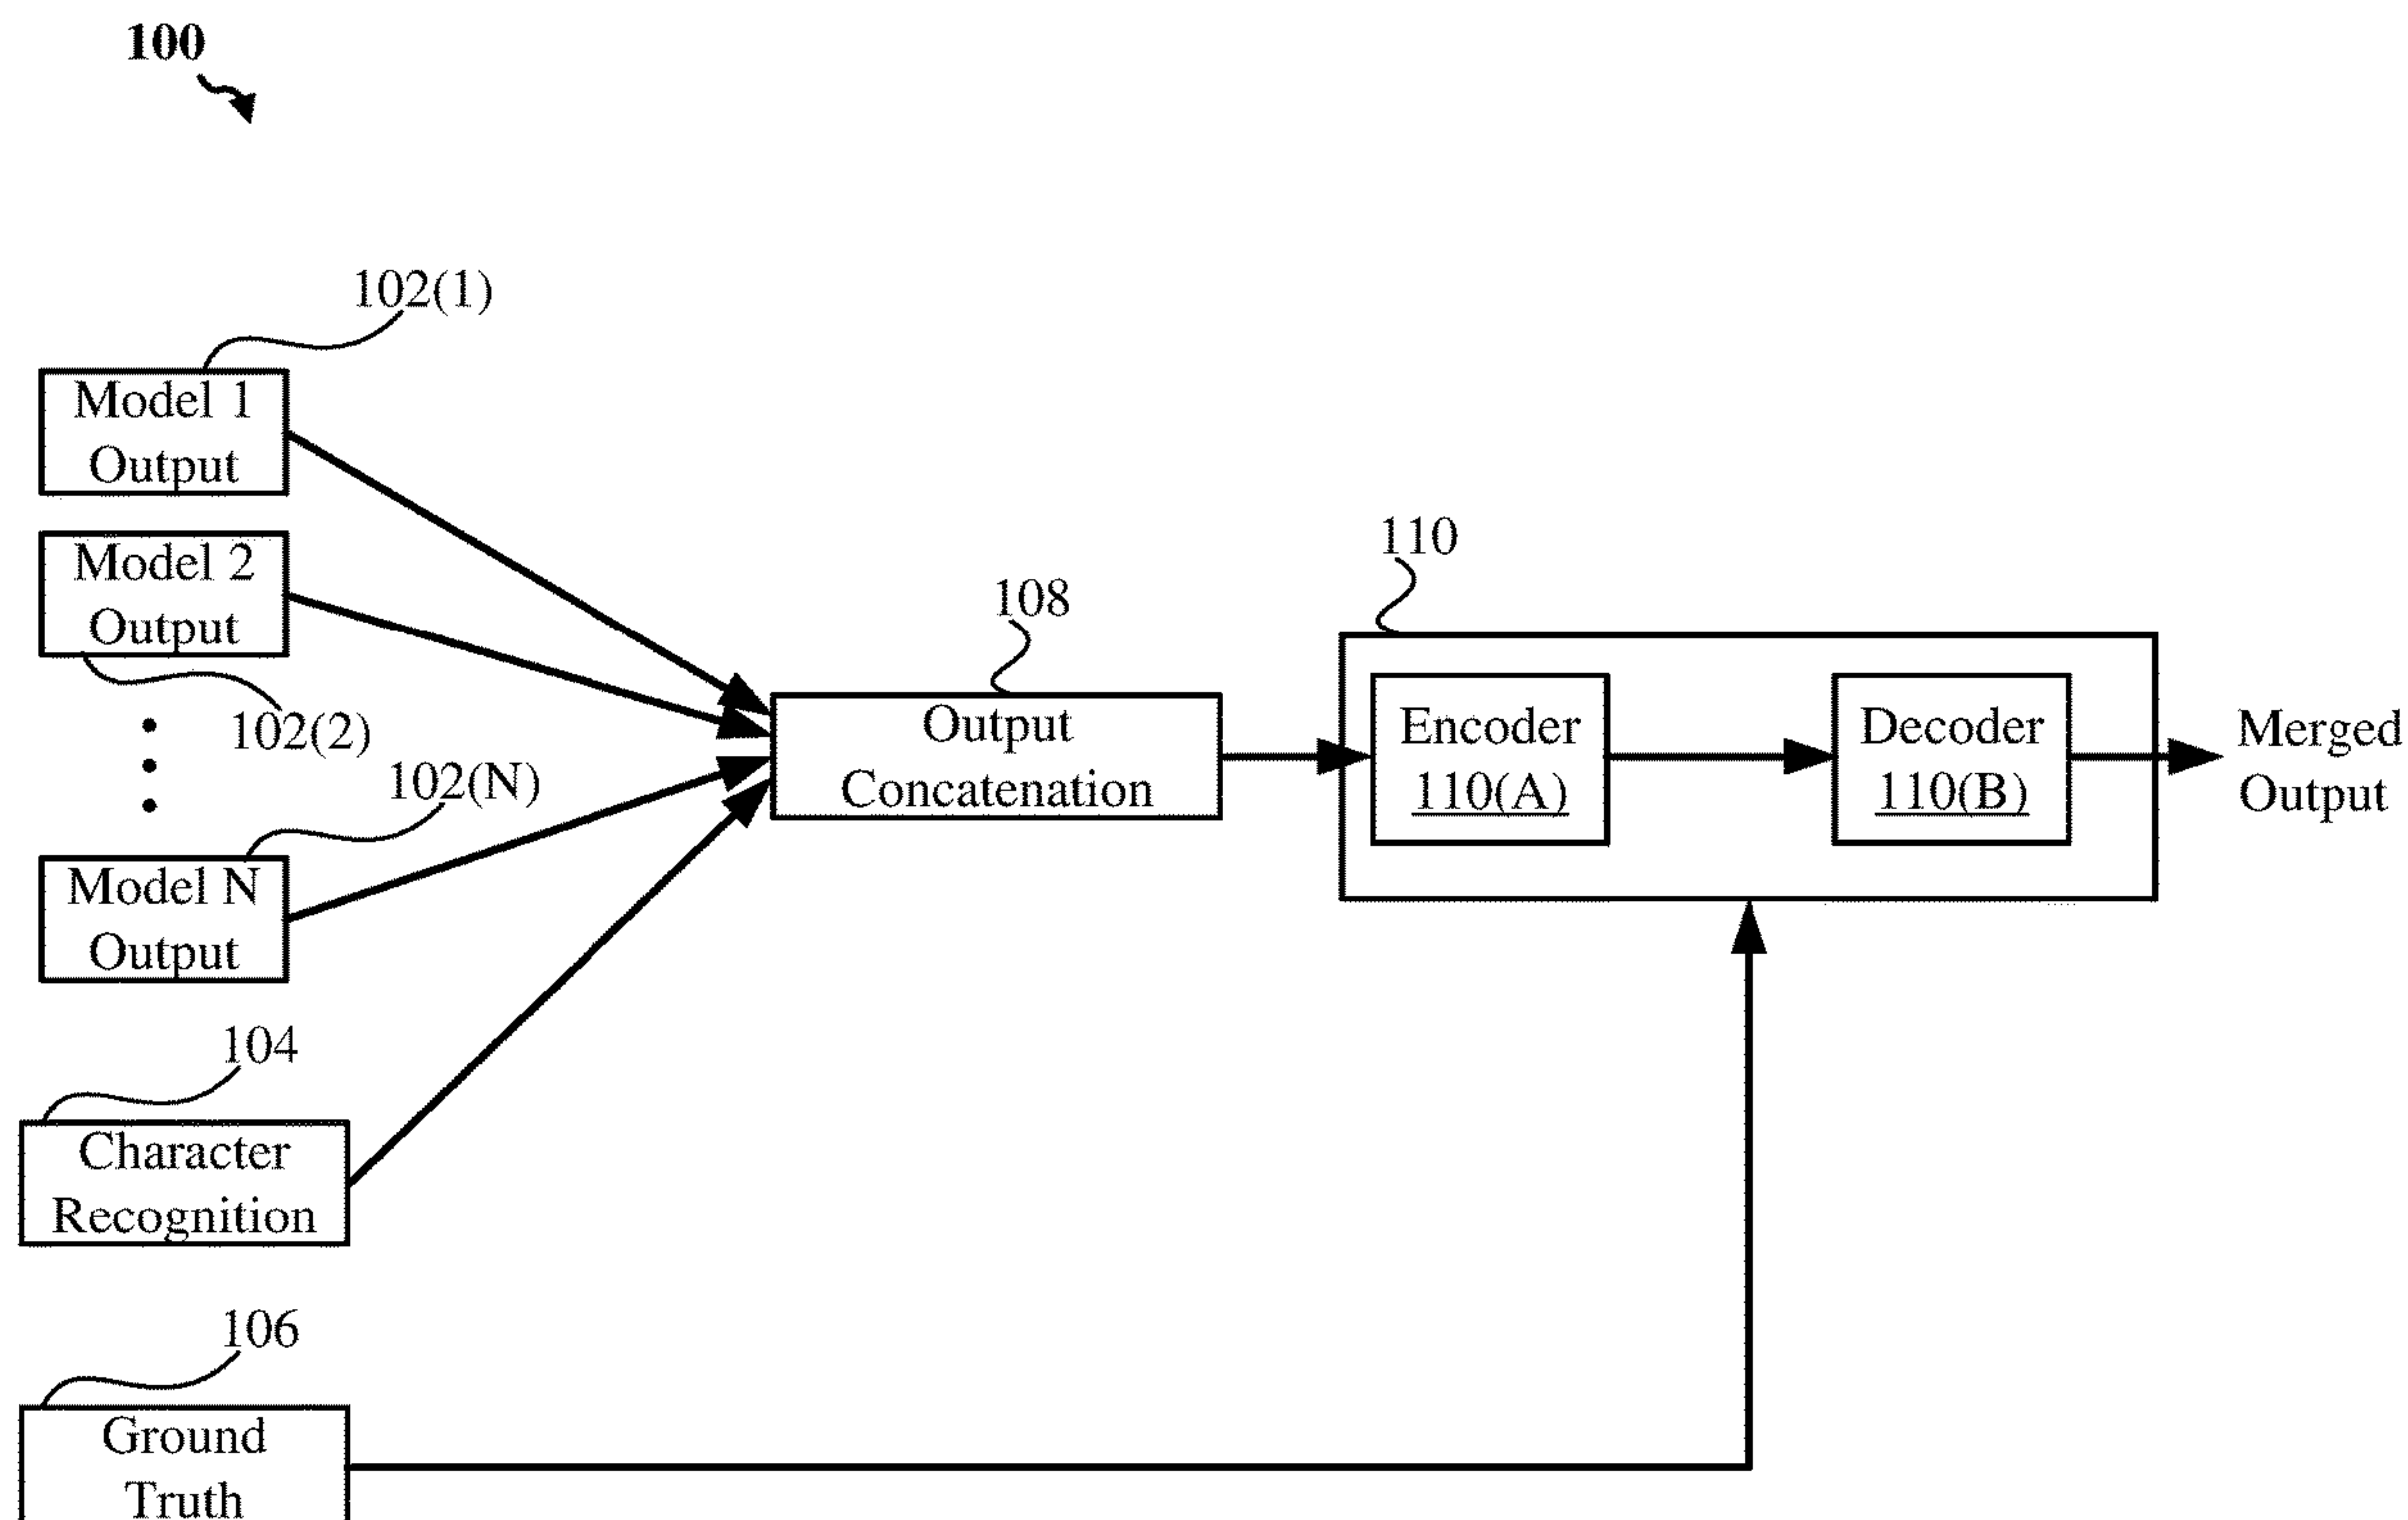 100
102(1)
Model 1
Output
Model 2
Output
102(2)
102(N)
Model N
Output
104
Character
Recognition
106
Ground
Truth
108
Output
Concatenation
110
Encoder
110(A)
Decoder
110(B)
Merged
Output